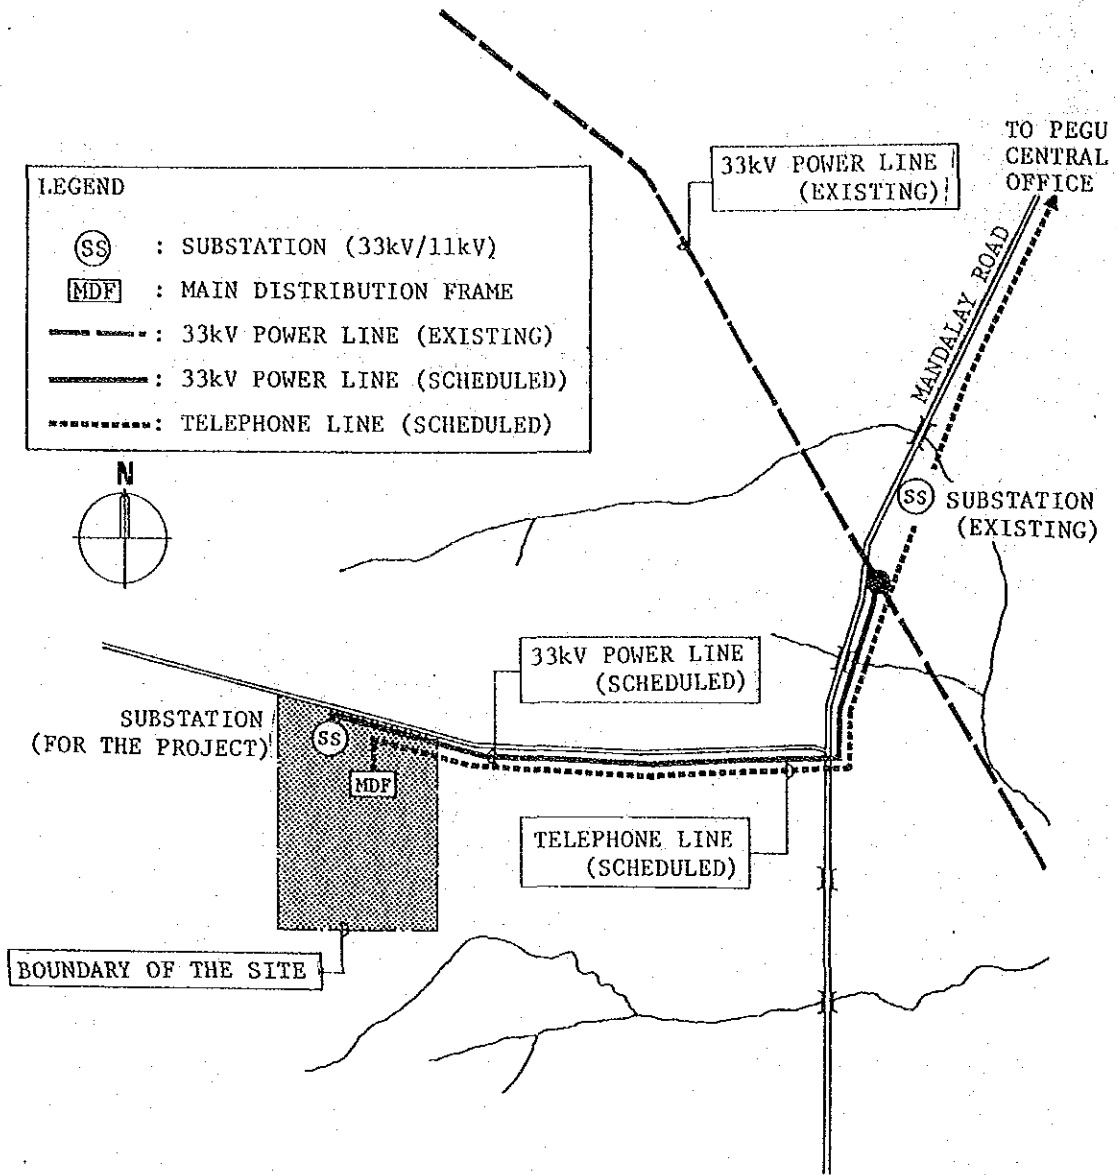 TO PEGU
CENTRAL
OFFICE
33kV POWER LINE
(EXISTING)
LEGEND
SS : SUBSTATION (33kV/11kV)
MDF : MAIN DISTRIBUTION FRAME
: 33kV POWER LINE (EXISTING)
: 33kV POWER LINE (SCHEDULED)
: TELEPHONE LINE (SCHEDULED)
MANDALAY ROAD
N
SS
SUBSTATION
(EXISTING)
33kV POWER LINE
(SCHEDULED)
SUBSTATION
(FOR THE PROJECT)
SS
MDF
TELEPHONE LINE
(SCHEDULED)
BOUNDARY OF THE SITE